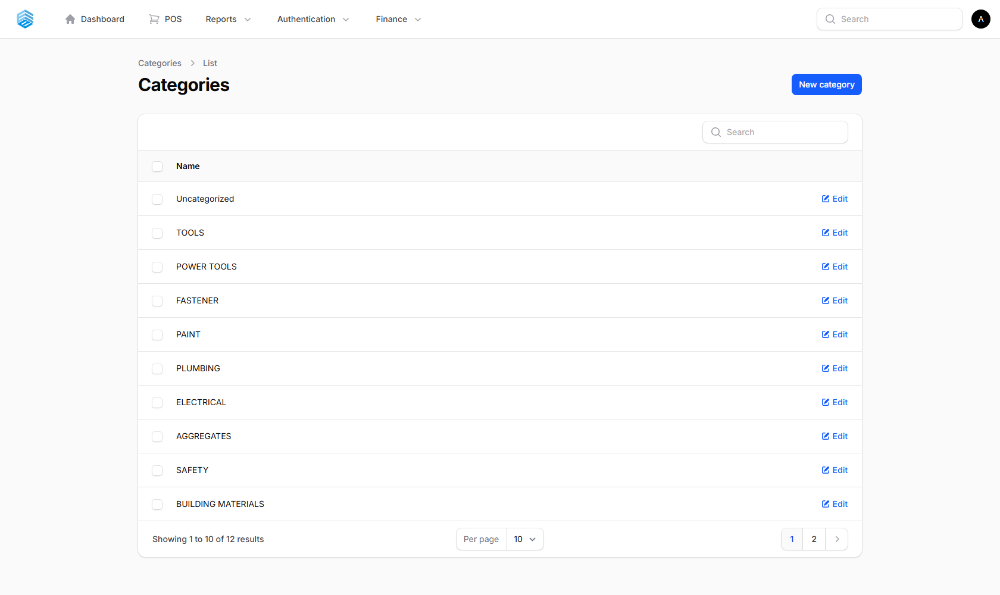 Dashboard POS Reports Authentication Finance Search A
Categories List
Categories
New category
Search
Name
Uncategorized Edit
TOOLS Edit
POWER TOOLS Edit
FASTENER Edit
PAINT Edit
PLUMBING Edit
ELECTRICAL Edit
AGGREGATES Edit
SAFETY Edit
BUILDING MATERIALS Edit
Showing 1 to 10 of 12 results Per page 10 1 2